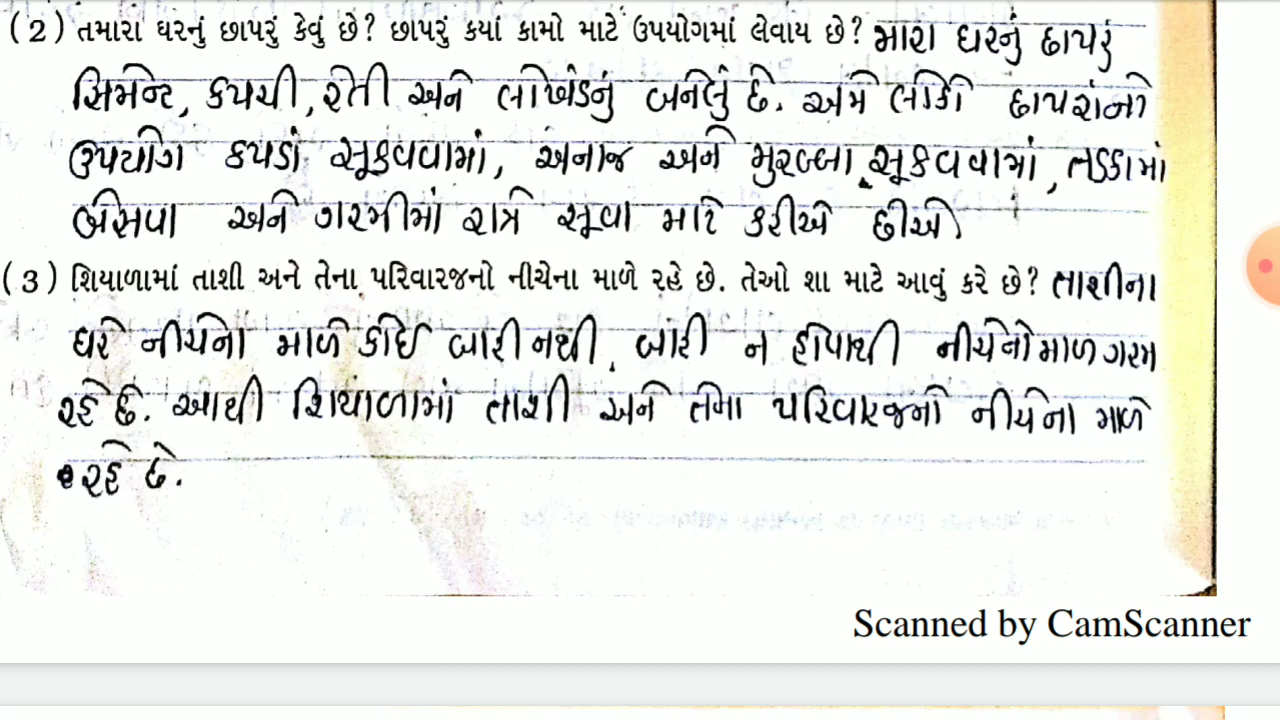 (2) તમારા ઘરનું છાપરું કેવું છે? છાપરું કયાં કામો માટે ઉપયોગમાં લેવાય છે? મારા ઘરનું છાપરું
સિમેન્ટ, કપચી, રેતી અને લોખંડનું બનેલું છે. અમે લોકો છાપરાંનો
ઉપયોગ કપડાં સૂકવવામાં, અનાજ અને મુરબ્બા સૂકવવામાં, તડકામાં
બેસવા અને ગરમીમાં રાત્રે સૂવા માટે કરીએ છીએ
(3) શિયાળામાં તાશી અને તેના પરિવારજનો નીચેના માળે રહે છે. તેઓ શા માટે આવું કરે છે? તાશીના
ઘરે નીચેના માળે કોઈ બારી નથી, બારી ન હોવાથી નીચેનો માળ ગરમ
રહે છે. આથી શિયાળામાં તાશી અને તેના પરિવારજનો નીચેના માળે
રહે છે.
Scanned by CamScanner